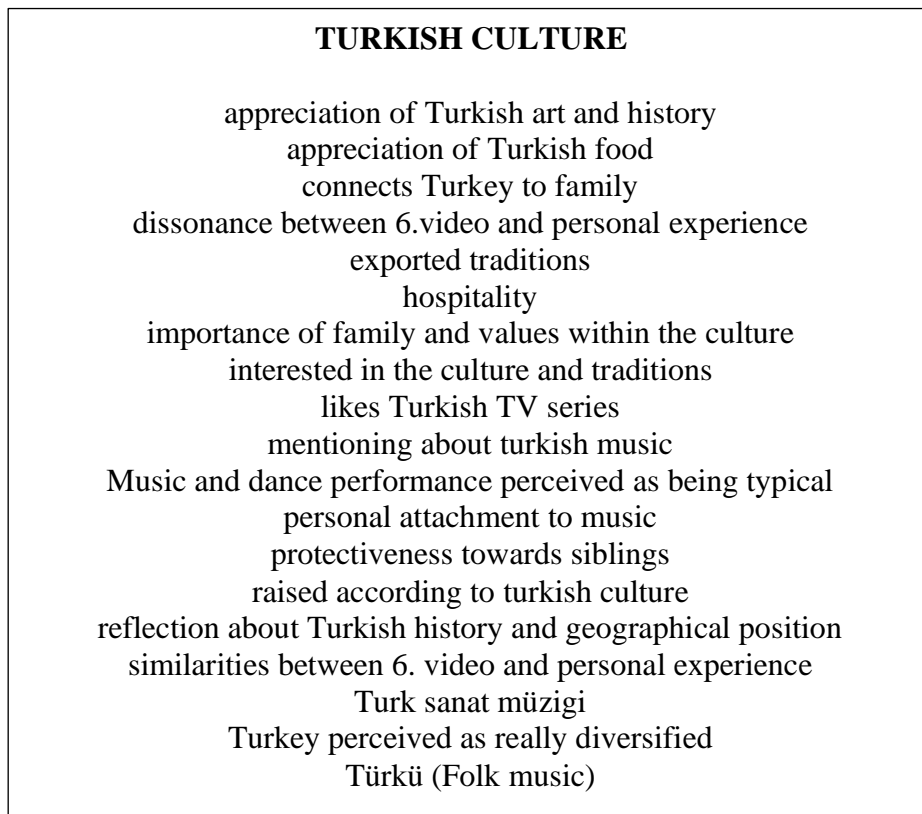 TURKISH CULTURE
appreciation of Turkish art and history
appreciation of Turkish food
connects Turkey to family
dissonance between 6.video and personal experience
exported traditions
hospitality
importance of family and values within the culture
interested in the culture and traditions
likes Turkish TV series
mentioning about turkish music
Music and dance performance perceived as being typical
personal attachment to music
protectiveness towards siblings
raised according to turkish culture
reflection about Turkish history and geographical position
similarities between 6. video and personal experience
Turk sanat müzigi
Turkey perceived as really diversified
Türkü (Folk music)